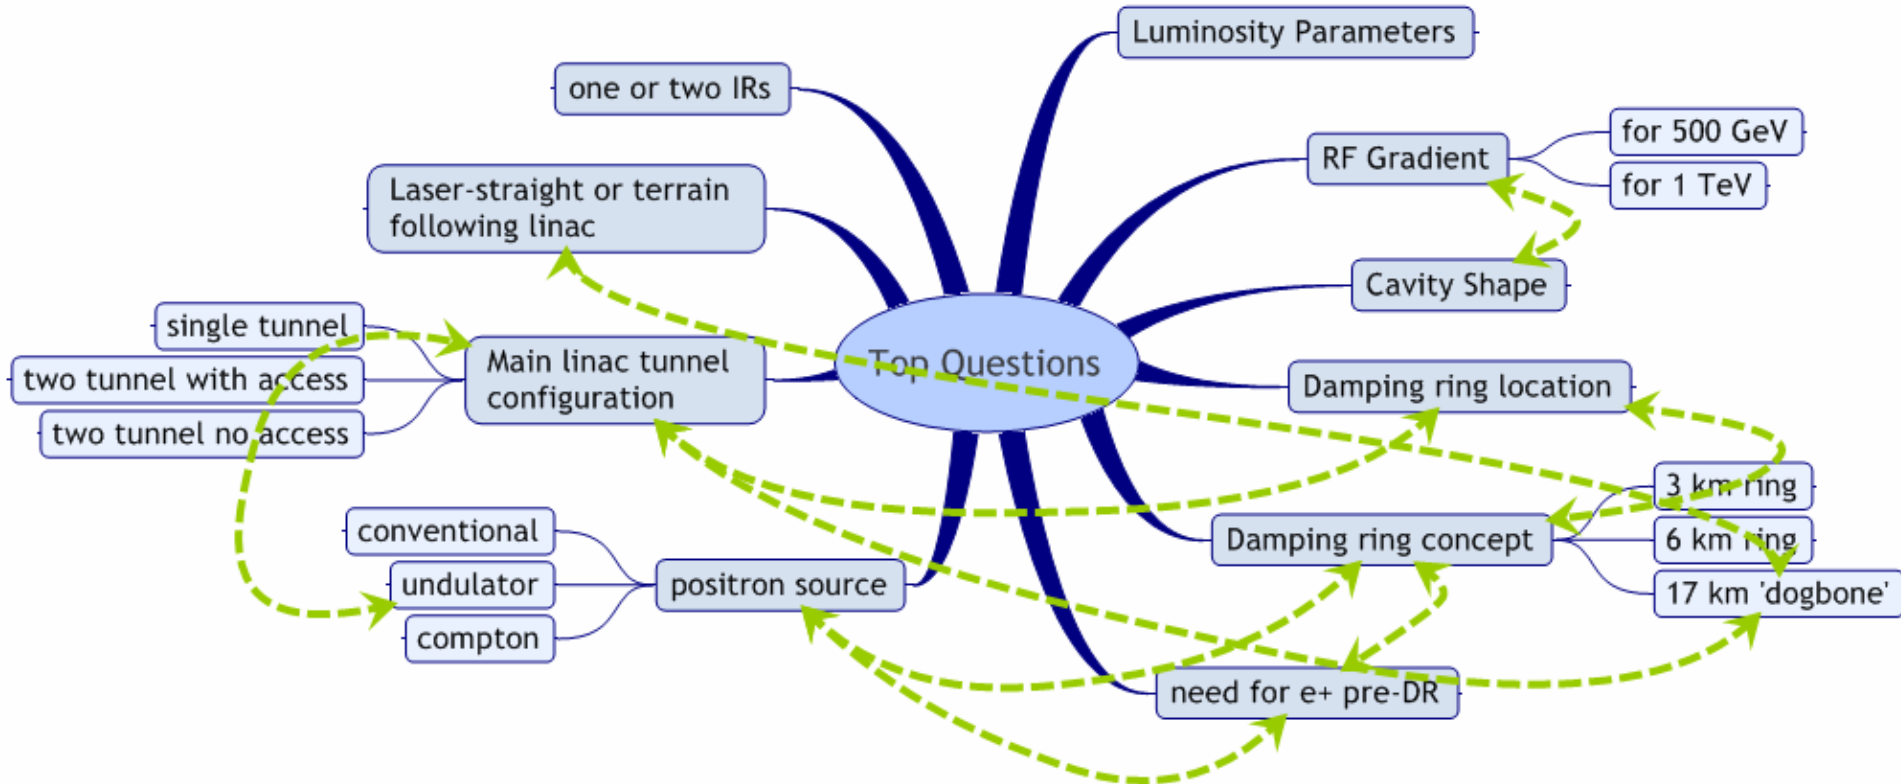 Luminosity Parameters
one or two IRs
for 500 GeV
RF Gradient
for 1 TeV
Laser-straight or terrain
following linac
Cavity Shape
single tunnel
two tunnel with access
two tunnel no access
Main linac tunnel
configuration
Top Questions
Damping ring location
3 km ring
6 km ring
17 km 'dogbone'
Damping ring concept
conventional
undulator
compton
positron source
need for e+ pre-DR